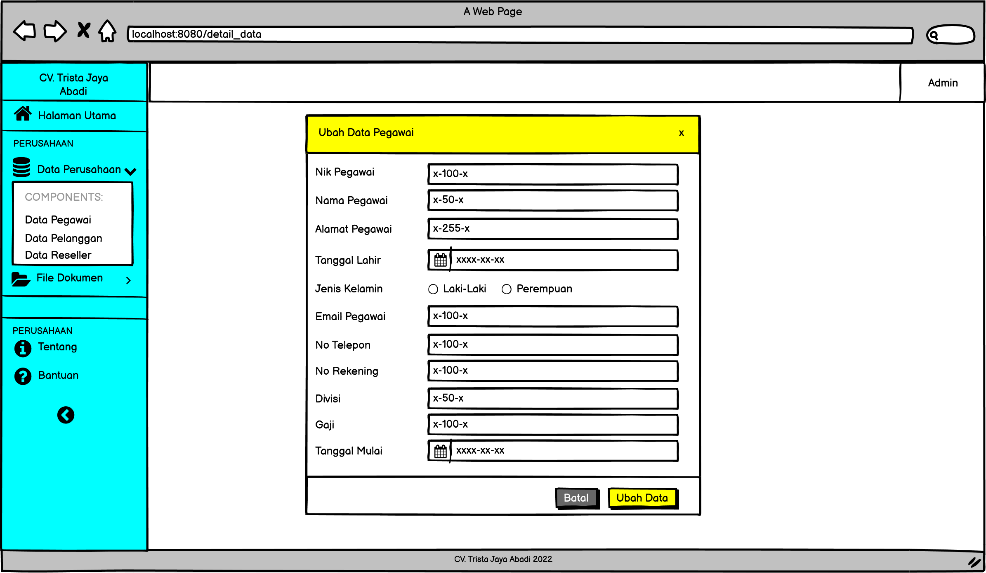 A Web Page
localhost:8080/detail_data
CV. Trista Jaya
Abadi
Admin
Halaman Utama
PERUSAHAAN
Data Perusahaan
COMPONENTS:
Data Pegawai
Data Pelanggan
Data Reseller
File Dokumen
PERUSAHAAN
Tentang
Bantuan
Ubah Data Pegawai x
Nik Pegawai x-100-x
Nama Pegawai x-50-x
Alamat Pegawai x-255-x
Tanggal Lahir xxxx-xx-xx
Jenis Kelamin Laki-Laki Perempuan
Email Pegawai x-100-x
No Telepon x-100-x
No Rekening x-100-x
Divisi x-50-x
Gaji x-100-x
Tanggal Mulai xxxx-xx-xx
Batal Ubah Data
CV. Trista Jaya Abadi 2022